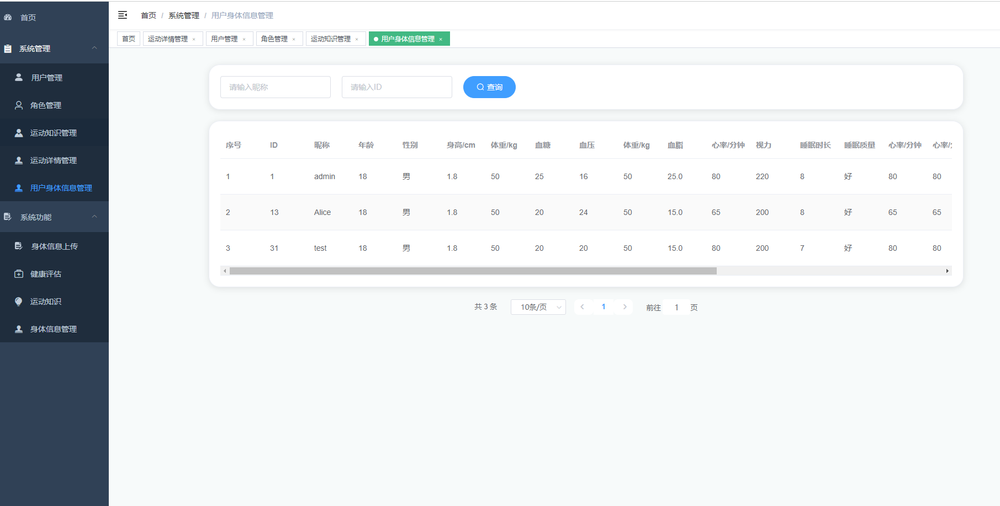 首页
系统管理
用户管理
角色管理
运动知识管理
运动详情管理
用户身体信息管理
系统功能
身体信息上传
健康评估
运动知识
身体信息管理
首页 / 系统管理 / 用户身体信息管理
首页 运动详情管理 × 用户管理 × 角色管理 × 运动知识管理 × 用户身体信息管理 ×
请输入昵称 请输入ID 查询
序号 ID 昵称 年龄 性别 身高/cm 体重/kg 血糖 血压 体重/kg 血脂 心率/分钟 视力 睡眠时长 睡眠质量 心率/分钟 心率/
1 1 admin 18 男 1.8 50 25 16 50 25.0 80 220 8 好 80 80
2 13 Alice 18 男 1.8 50 20 24 50 15.0 65 200 8 好 65 65
3 31 test 18 男 1.8 50 20 20 50 15.0 80 200 7 好 80 80
共 3 条 10条/页 1 前往 1 页